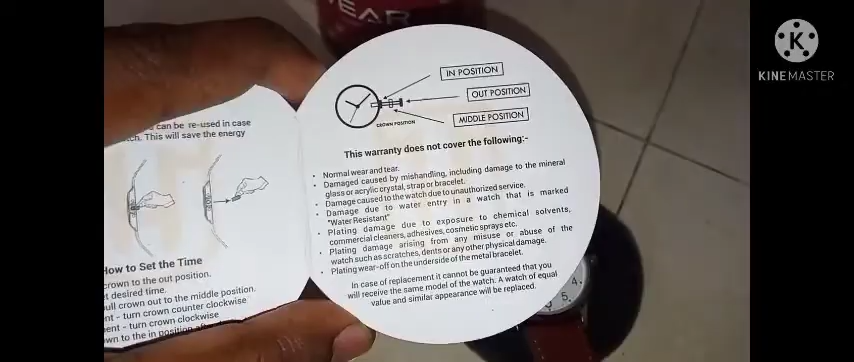 YEAR
KINEMASTER
IN POSITION
OUT POSITION
MIDDLE POSITION
CROWN POSITION
This warranty does not cover the following:-
• Normal wear and tear.
• Damaged caused by mishandling, including damage to the mineral
glass or acrylic crystal, strap or bracelet.
• Damage caused to the watch due to unauthorized service.
• Damage due to water entry in a watch that is marked
"Water Resistant"
• Plating damage due to exposure to chemical solvents,
commercial cleaners, adhesives, cosmetic sprays etc.
• Plating damage arising from any misuse or abuse of the
watch such as scratches, dents or any other physical damage.
• Plating wear-off on the underside of the metal bracelet.
In case of replacement it cannot be guaranteed that you
will receive the same model of the watch. A watch of equal
value and similar appearance will be replaced.
can be re-used in case
This will save the energy
How to Set the Time
crown to the out position.
desired time.
crown out to the middle position.
- turn crown counter clockwise
- turn crown clockwise
to the in position
4
5